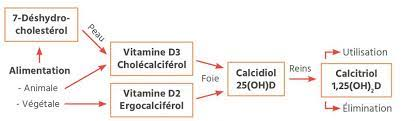 7-Déshydro-
cholestérol
Peau
Alimentation
- Animale
- Végétale
Vitamine D3
Cholécalciférol
Vitamine D2
Ergocalciférol
Foie
Calcidiol
25(OH)D
Reins
Utilisation
Calcitriol
1,25(OH)₂D
Élimination